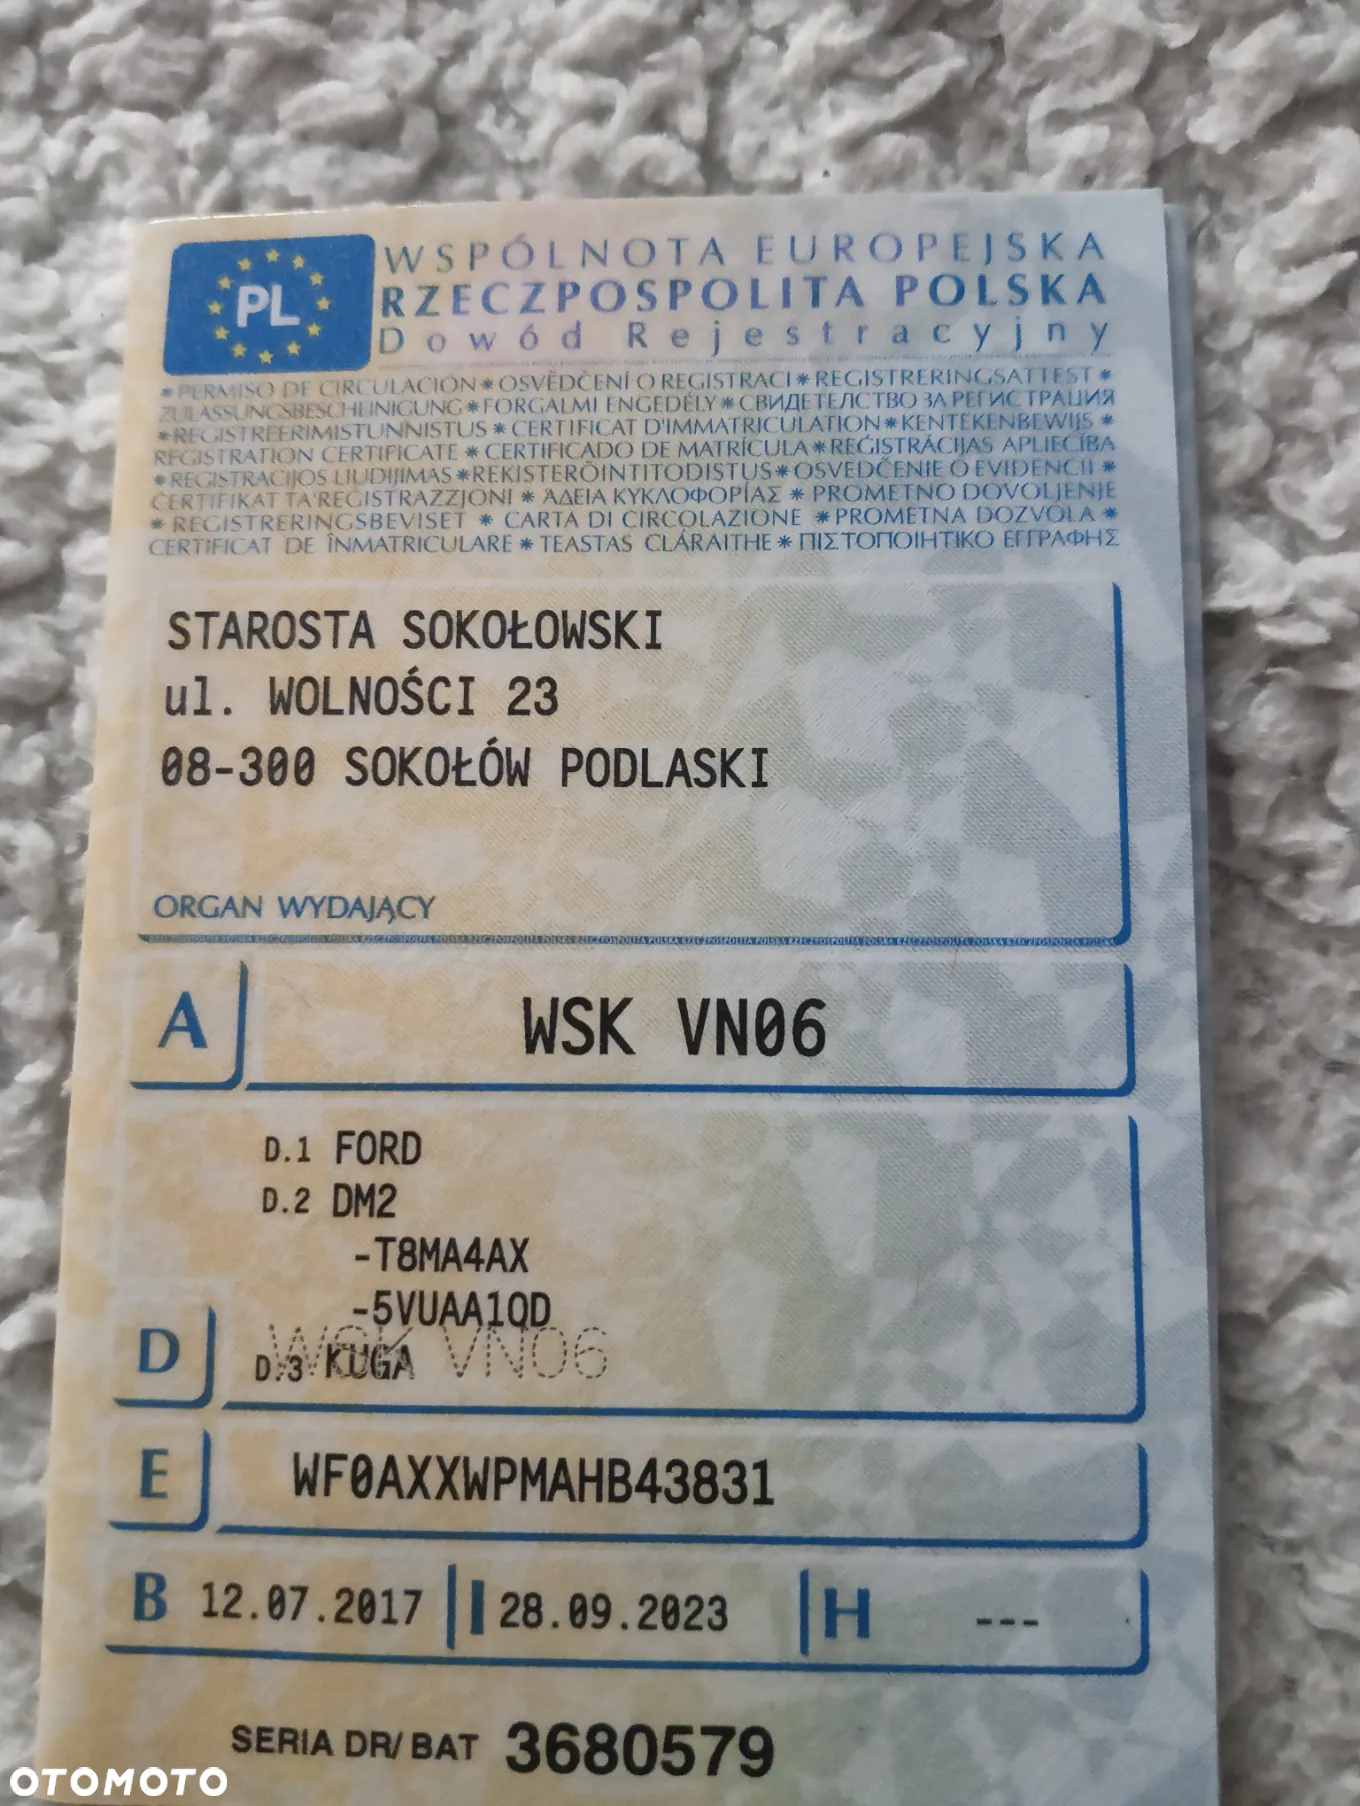 PL
WSPÓLNOTA EUROPEJSKA
RZECZPOSPOLITA POLSKA
Dowód Rejestracyjny
*PERMISO DE CIRCULACIÓN*OSVĚDČENÍ O REGISTRACI*REGISTRERINGSATTEST*
ZULASSUNGSBESCHEINIGUNG*FORGALMI ENGEDÉLY*СВИДЕТЕЛСТВО ЗА РЕГИСТРАЦИЯ
*REGISTREERIMISTUNNISTUS*CERTIFICAT D'IMMATRICULATION*KENTEKENBEWIJS*
REGISTRATION CERTIFICATE*CERTIFICADO DE MATRÍCULA*REĢISTRĀCIJAS APLIECĪBA
*REGISTRACIJOS LIUDIJIMAS*REKISTERÖINTITODISTUS*OSVEDČENIE O EVIDENCII*
ĊERTIFIKAT TA'REĠISTRAZZJONI*ΆΔΕΙΑ ΚΥΚΛΟΦΟΡΊΑΣ*PROMETNO DOVOLJENJE
*REGISTRERINGSBEVISET*CARTA DI CIRCOLAZIONE*PROMETNA DOZVOLA*
CERTIFICAT DE ÎNMATRICULARE*TEASTAS CLÁRAITHE*ΠΙΣΤΟΠΟΙΗΤΙΚΟ ΕΓΓΡΑΦΗΣ
STAROSTA SOKOŁOWSKI
ul. WOLNOŚCI 23
08-300 SOKOŁÓW PODLASKI
ORGAN WYDAJĄCY
A WSK VN06
D.1 FORD
D.2 DM2
-T8MA4AX
-5VUAA1QD
WSK VN06
D D.3 KUGA
E WF0AXXWPMAHB43831
B 12.07.2017 I 28.09.2023 H ---
SERIA DR/BAT 3680579
OTOMOTO